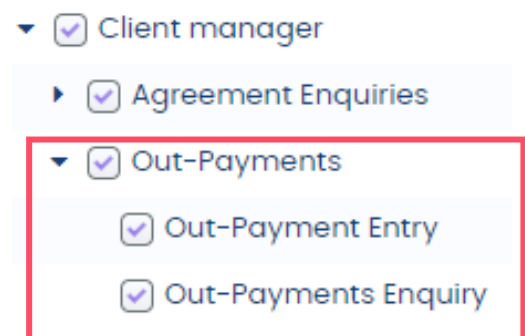 Client manager
Agreement Enquiries
Out-Payments
Out-Payment Entry
Out-Payments Enquiry